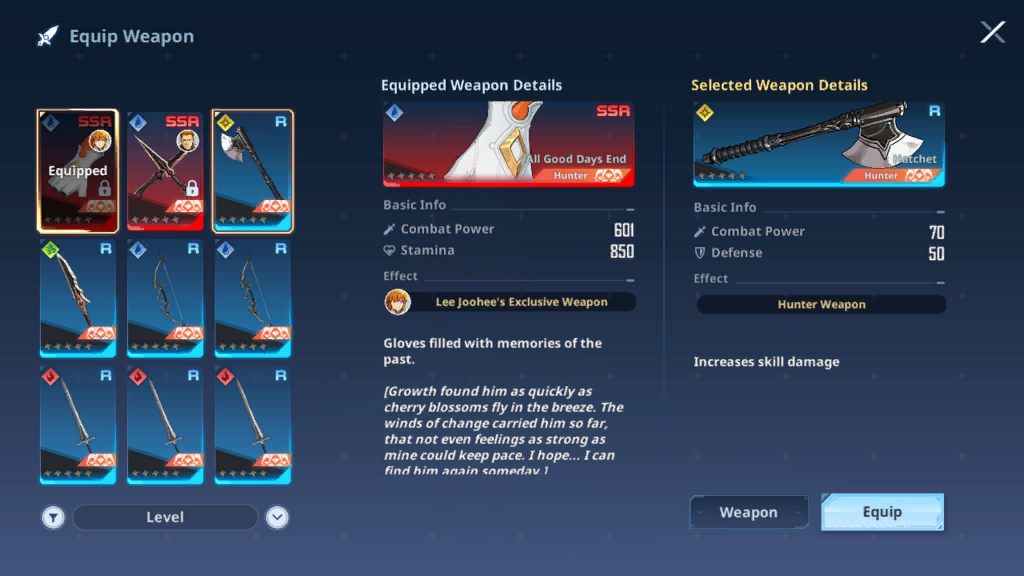 Equip Weapon
Equipped Weapon Details
Selected Weapon Details
SSR
SSR
R
Equipped
SSR
All Good Days End
Hunter
R
Hatchet
Hunter
Basic Info
Combat Power 601
Stamina 850
Effect
Lee Joohee's Exclusive Weapon
Basic Info
Combat Power 70
Defense 50
Effect
Hunter Weapon
R
R
R
Gloves filled with memories of the
past.
[Growth found him as quickly as
cherry blossoms fly in the breeze. The
winds of change carried him so far,
that not even feelings as strong as
mine could keep pace. I hope... I can
find him again someday.]
Increases skill damage
R
R
R
Level
Weapon
Equip